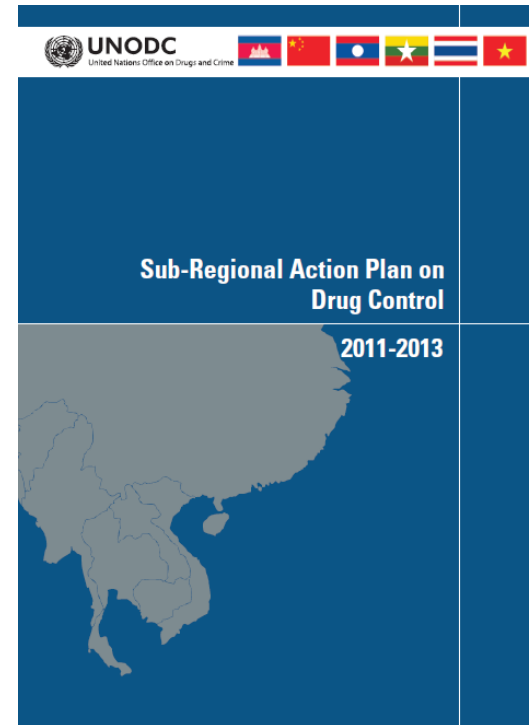 UNODC
United Nations Office on Drugs and Crime
Sub-Regional Action Plan on
Drug Control
2011-2013